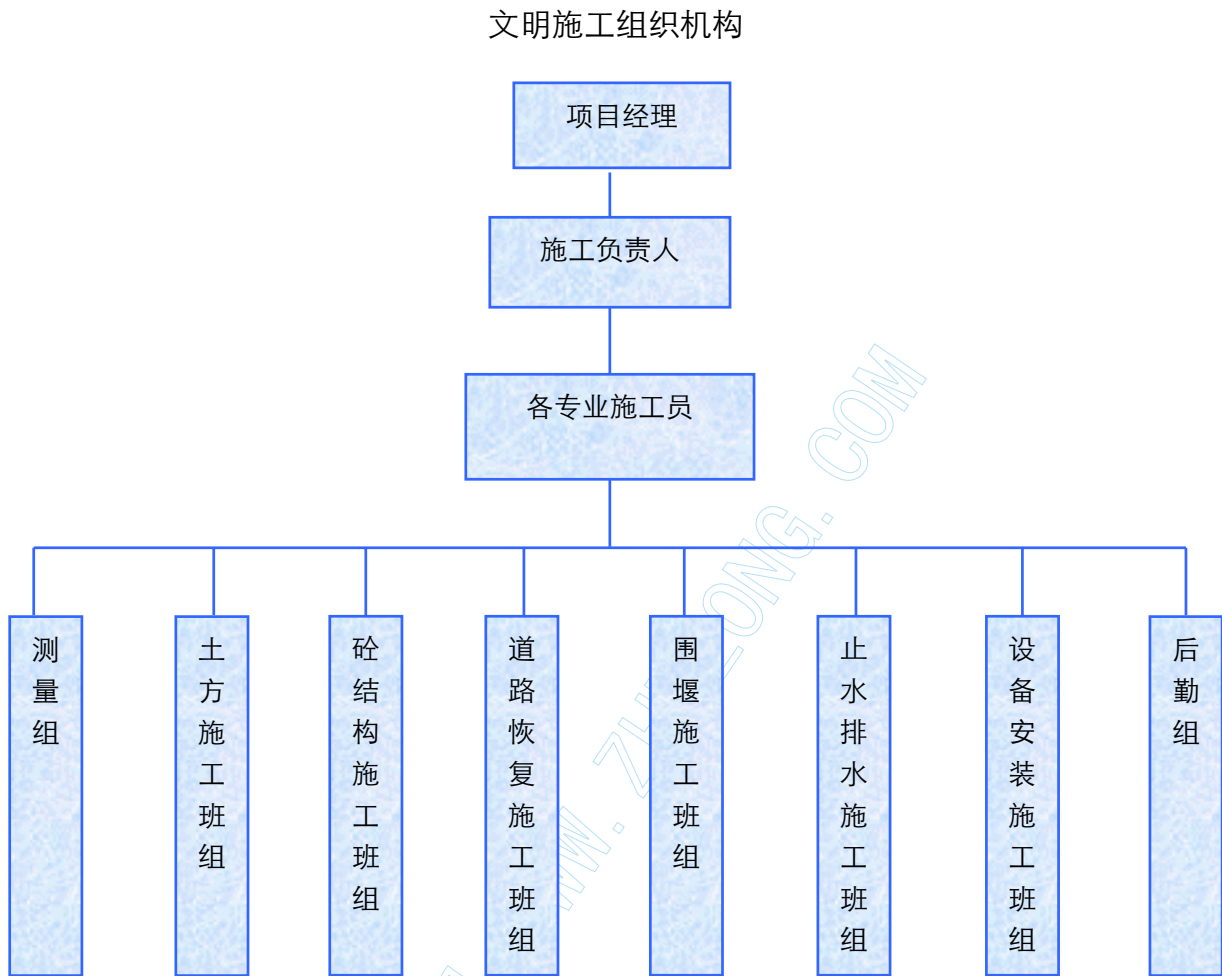 文明施工组织机构
项目经理
施工负责人
各专业施工员
测量组
土方施工班组
砼结构施工班组
道路恢复施工班组
围堰施工班组
止水排水施工班组
设备安装施工班组
后勤组